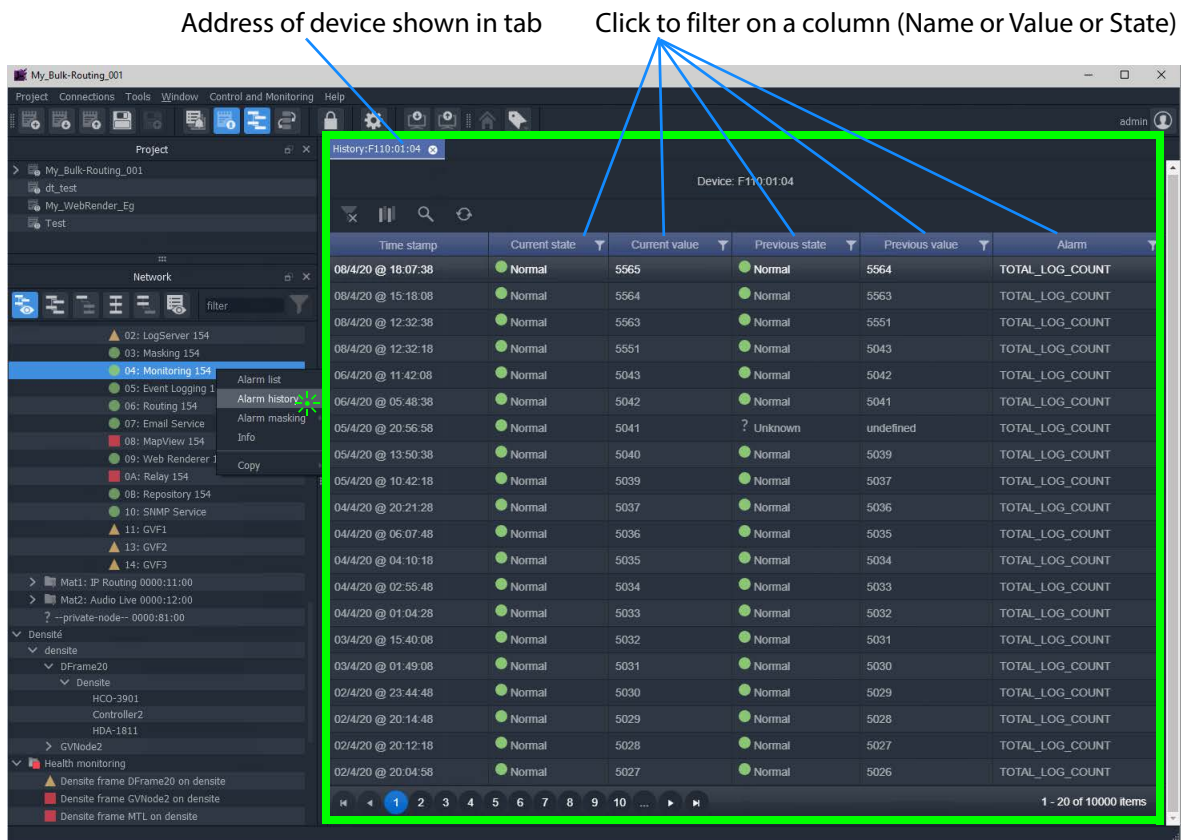 Address of device shown in tab
Click to filter on a column (Name or Value or State)
My_Bulk-Routing_001
Project Connections Tools Window Control and Monitoring Help
admin
Project
My_Bulk-Routing_001
dt_test
My_WebRender_Eg
Test
Network
filter
02: LogServer 154
03: Masking 154
04: Monitoring 154
05: Event Logging 1
06: Routing 154
07: Email Service
08: MapView 154
09: Web Renderer 1
0A: Relay 154
0B: Repository 154
10: SNMP Service
11: GVF1
13: GVF2
14: GVF3
Mat1: IP Routing 0000:11:00
Mat2: Audio Live 0000:12:00
? --private-node-- 0000:81:00
Densité
densite
DFrame20
Densite
HCO-3901
Controller2
HDA-1811
GVNode2
Health monitoring
Densite frame DFrame20 on densite
Densite frame GVNode2 on densite
Densite frame MTL on densite
Alarm list
Alarm history
Alarm masking
Info
Copy
History:F110:01:04
Device: F110:01:04
Time stamp Current state Current value Previous state Previous value Alarm
08/4/20 @ 18:07:38 Normal 5565 Normal 5564 TOTAL_LOG_COUNT
08/4/20 @ 15:18:08 Normal 5564 Normal 5563 TOTAL_LOG_COUNT
08/4/20 @ 12:32:38 Normal 5563 Normal 5551 TOTAL_LOG_COUNT
08/4/20 @ 12:32:18 Normal 5551 Normal 5043 TOTAL_LOG_COUNT
06/4/20 @ 11:42:08 Normal 5043 Normal 5042 TOTAL_LOG_COUNT
06/4/20 @ 05:48:38 Normal 5042 Normal 5041 TOTAL_LOG_COUNT
05/4/20 @ 20:56:58 Normal 5041 ? Unknown undefined TOTAL_LOG_COUNT
05/4/20 @ 13:50:38 Normal 5040 Normal 5039 TOTAL_LOG_COUNT
05/4/20 @ 10:42:18 Normal 5039 Normal 5037 TOTAL_LOG_COUNT
04/4/20 @ 20:21:28 Normal 5037 Normal 5036 TOTAL_LOG_COUNT
04/4/20 @ 06:07:48 Normal 5036 Normal 5035 TOTAL_LOG_COUNT
04/4/20 @ 04:10:18 Normal 5035 Normal 5034 TOTAL_LOG_COUNT
04/4/20 @ 02:55:48 Normal 5034 Normal 5033 TOTAL_LOG_COUNT
04/4/20 @ 01:04:28 Normal 5033 Normal 5032 TOTAL_LOG_COUNT
03/4/20 @ 15:40:08 Normal 5032 Normal 5031 TOTAL_LOG_COUNT
03/4/20 @ 01:49:08 Normal 5031 Normal 5030 TOTAL_LOG_COUNT
02/4/20 @ 23:44:48 Normal 5030 Normal 5029 TOTAL_LOG_COUNT
02/4/20 @ 20:14:48 Normal 5029 Normal 5028 TOTAL_LOG_COUNT
02/4/20 @ 20:12:18 Normal 5028 Normal 5027 TOTAL_LOG_COUNT
02/4/20 @ 20:04:58 Normal 5027 Normal 5026 TOTAL_LOG_COUNT
1 2 3 4 5 6 7 8 9 10 ... 1 - 20 of 10000 items